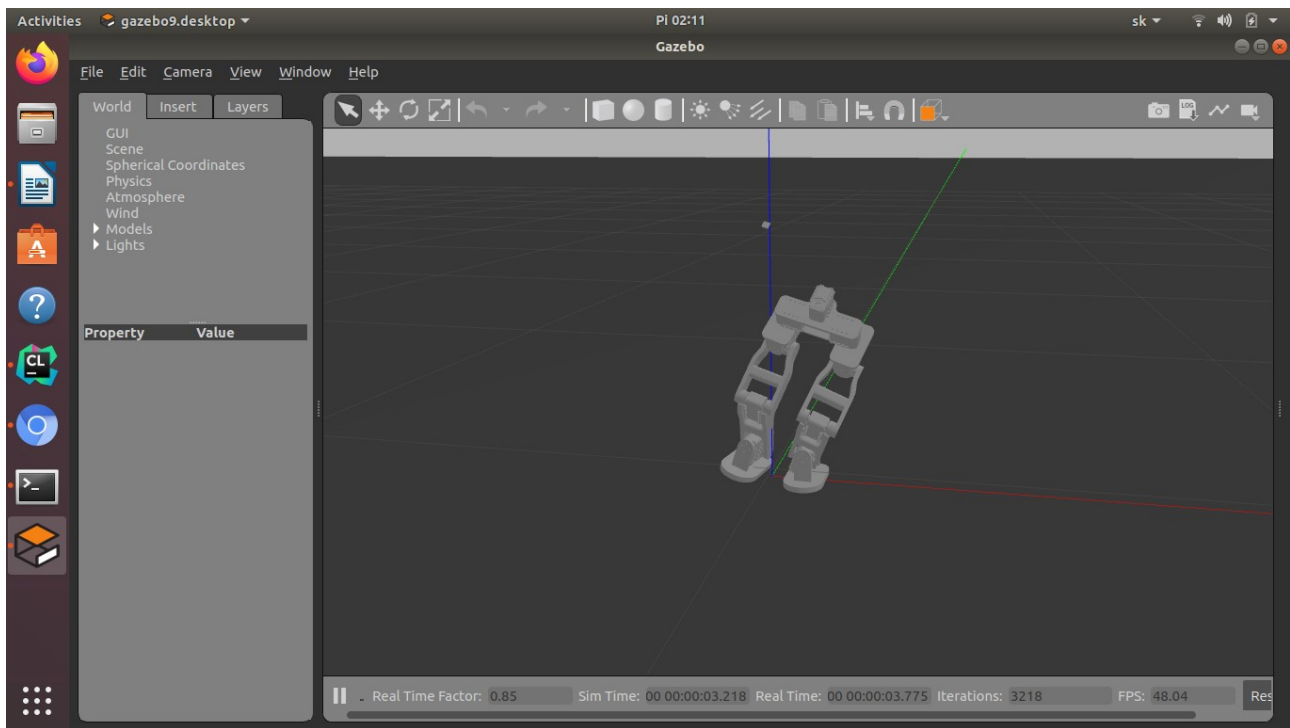 Activities gazebo9.desktop Pi 02:11 sk
Gazebo
File Edit Camera View Window Help
World Insert Layers
LOG
GUI
Scene
Spherical Coordinates
Physics
Atmosphere
Wind
Models
Lights
Property Value
CL
Real Time Factor: 0.85 Sim Time: 00 00:00:03.218 Real Time: 00 00:00:03.775 Iterations: 3218 FPS: 48.04 Res